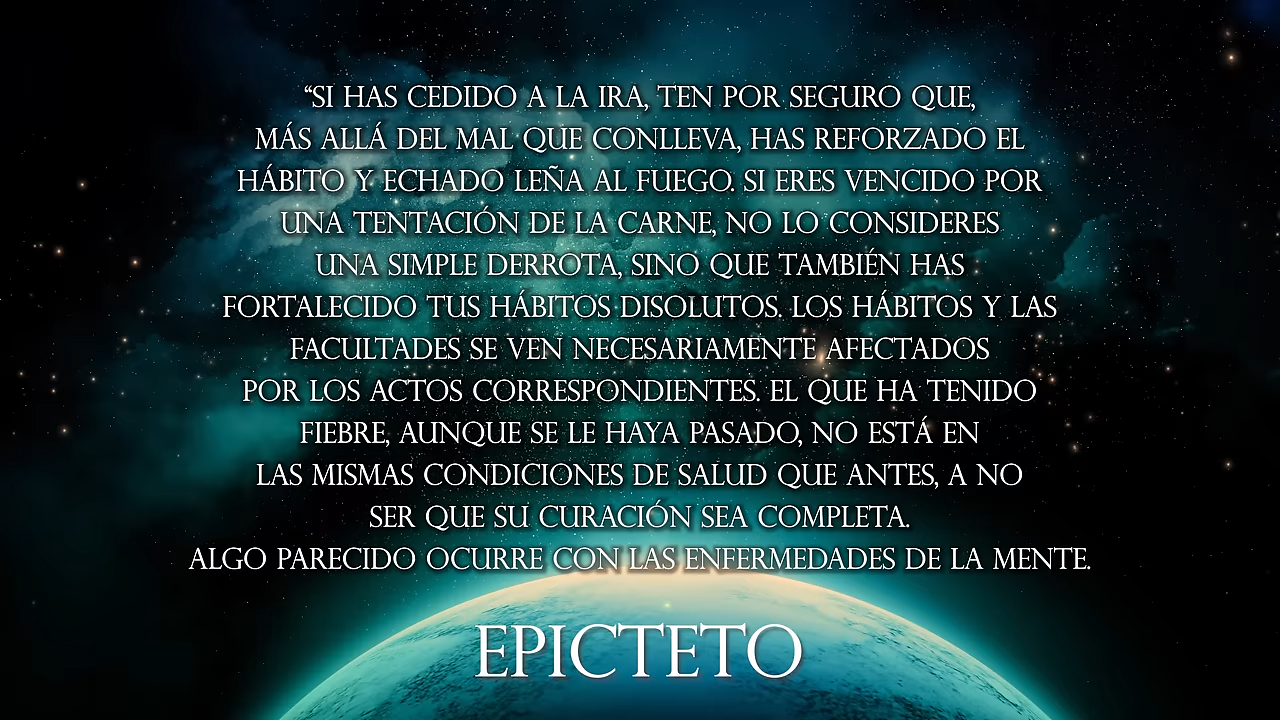 “SI HAS CEDIDO A LA IRA, TEN POR SEGURO QUE,
MÁS ALLÁ DEL MAL QUE CONLLEVA, HAS REFORZADO EL
HÁBITO Y ECHADO LEÑA AL FUEGO. SI ERES VENCIDO POR
UNA TENTACIÓN DE LA CARNE, NO LO CONSIDERES
UNA SIMPLE DERROTA, SINO QUE TAMBIÉN HAS
FORTALECIDO TUS HÁBITOS DISOLUTOS. LOS HÁBITOS Y LAS
FACULTADES SE VEN NECESARIAMENTE AFECTADOS
POR LOS ACTOS CORRESPONDIENTES. EL QUE HA TENIDO
FIEBRE, AUNQUE SE LE HAYA PASADO, NO ESTÁ EN
LAS MISMAS CONDICIONES DE SALUD QUE ANTES, A NO
SER QUE SU CURACIÓN SEA COMPLETA.
ALGO PARECIDO OCURRE CON LAS ENFERMEDADES DE LA MENTE.
EPICTETO